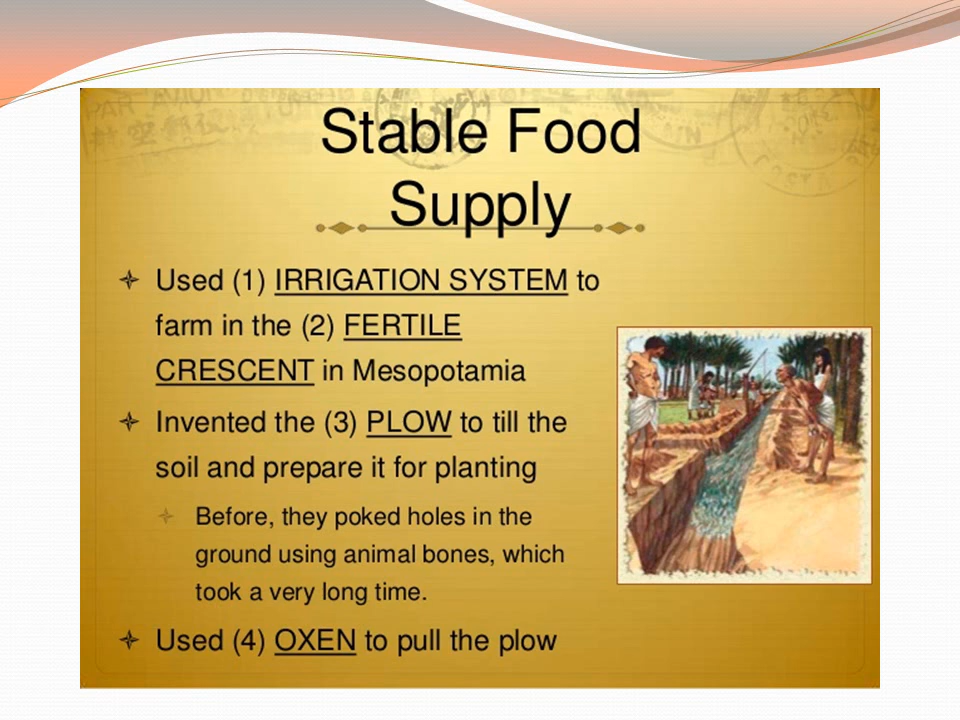 Stable Food
Supply
Used (1) IRRIGATION SYSTEM to
farm in the (2) FERTILE
CRESCENT in Mesopotamia
Invented the (3) PLOW to till the
soil and prepare it for planting
Before, they poked holes in the
ground using animal bones, which
took a very long time.
Used (4) OXEN to pull the plow